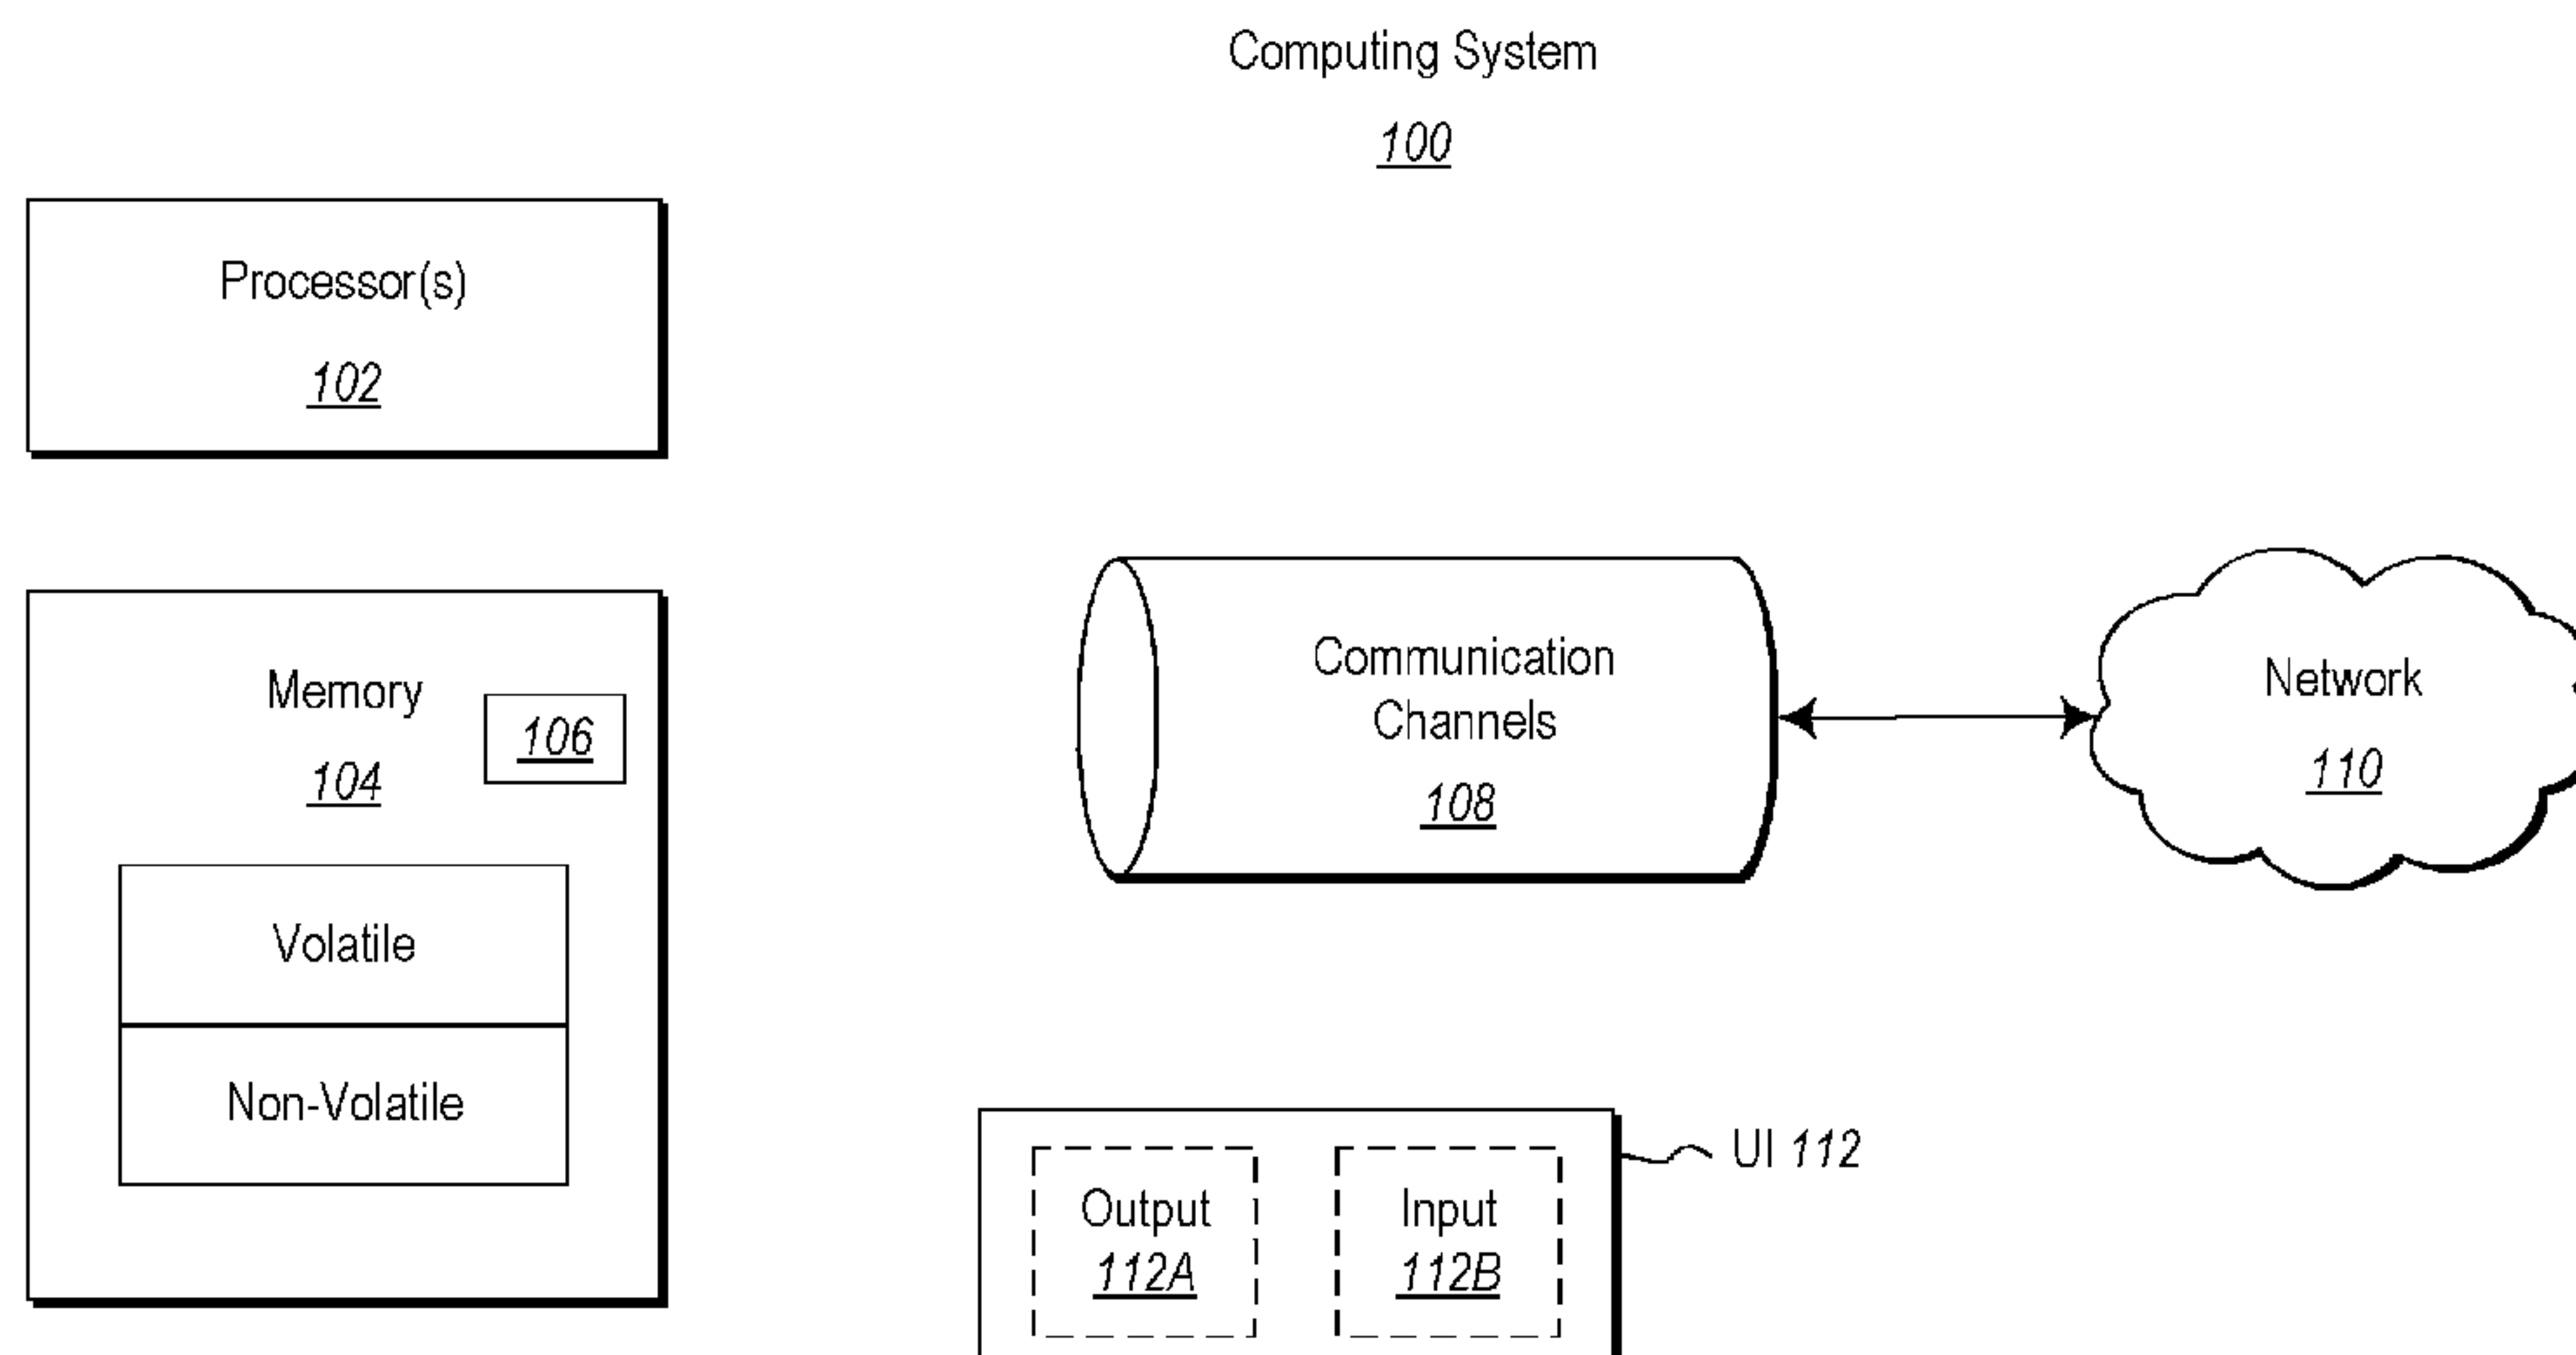 Computing System
100
Processor(s)
102
Memory
104
106
Volatile
Non-Volatile
Communication
Channels
108
Network
110
UI 112
Output
112A
Input
112B